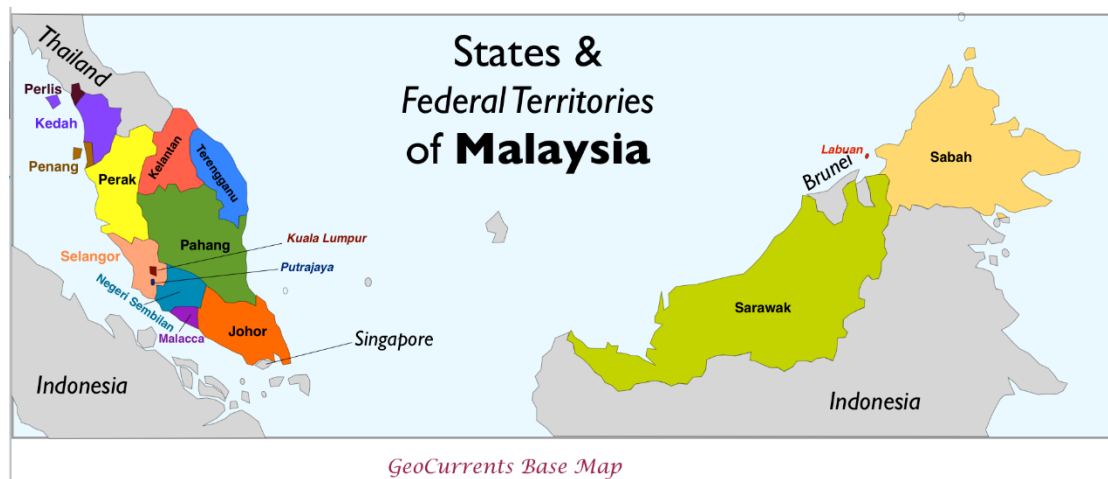 States &
Federal Territories
of Malaysia
Thailand
Perlis
Kedah
Penang
Perak
Kelantan
Terengganu
Selangor
Pahang
Kuala Lumpur
Putrajaya
Negeri Sembilan
Malacca
Johor
Singapore
Indonesia
Labuan
Brunei
Sabah
Sarawak
Indonesia
GeoCurrents Base Map